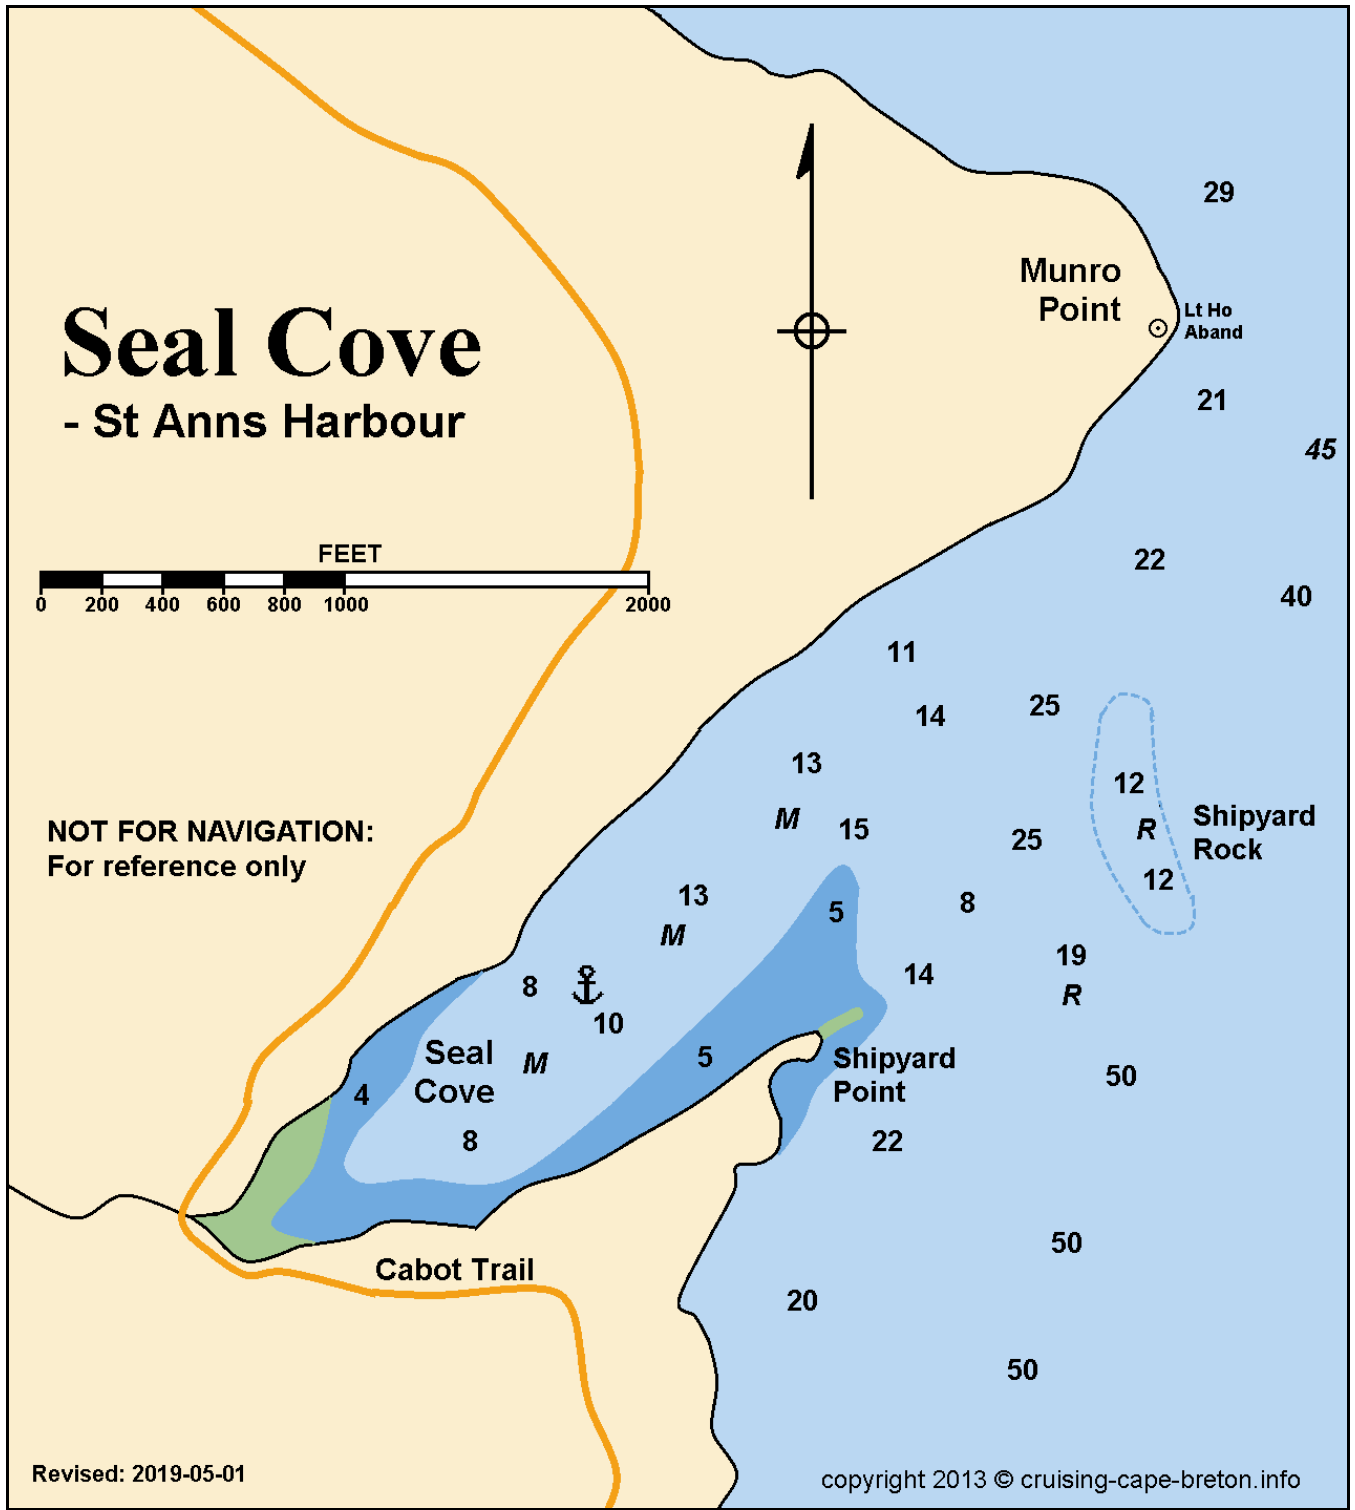 29
Munro
Point
Lt Ho
Aband
Seal Cove
- St Anns Harbour
21
45
FEET
0 200 400 600 800 1000 2000
22
40
11
25
14
13
12
M
15
R
Shipyard
Rock
NOT FOR NAVIGATION:
For reference only
25
12
13
5
8
M
19
14
8
R
10
Seal
Cove
M
5
Shipyard
Point
50
4
8
22
50
Cabot Trail
20
50
Revised: 2019-05-01
copyright 2013 © cruising-cape-breton.info